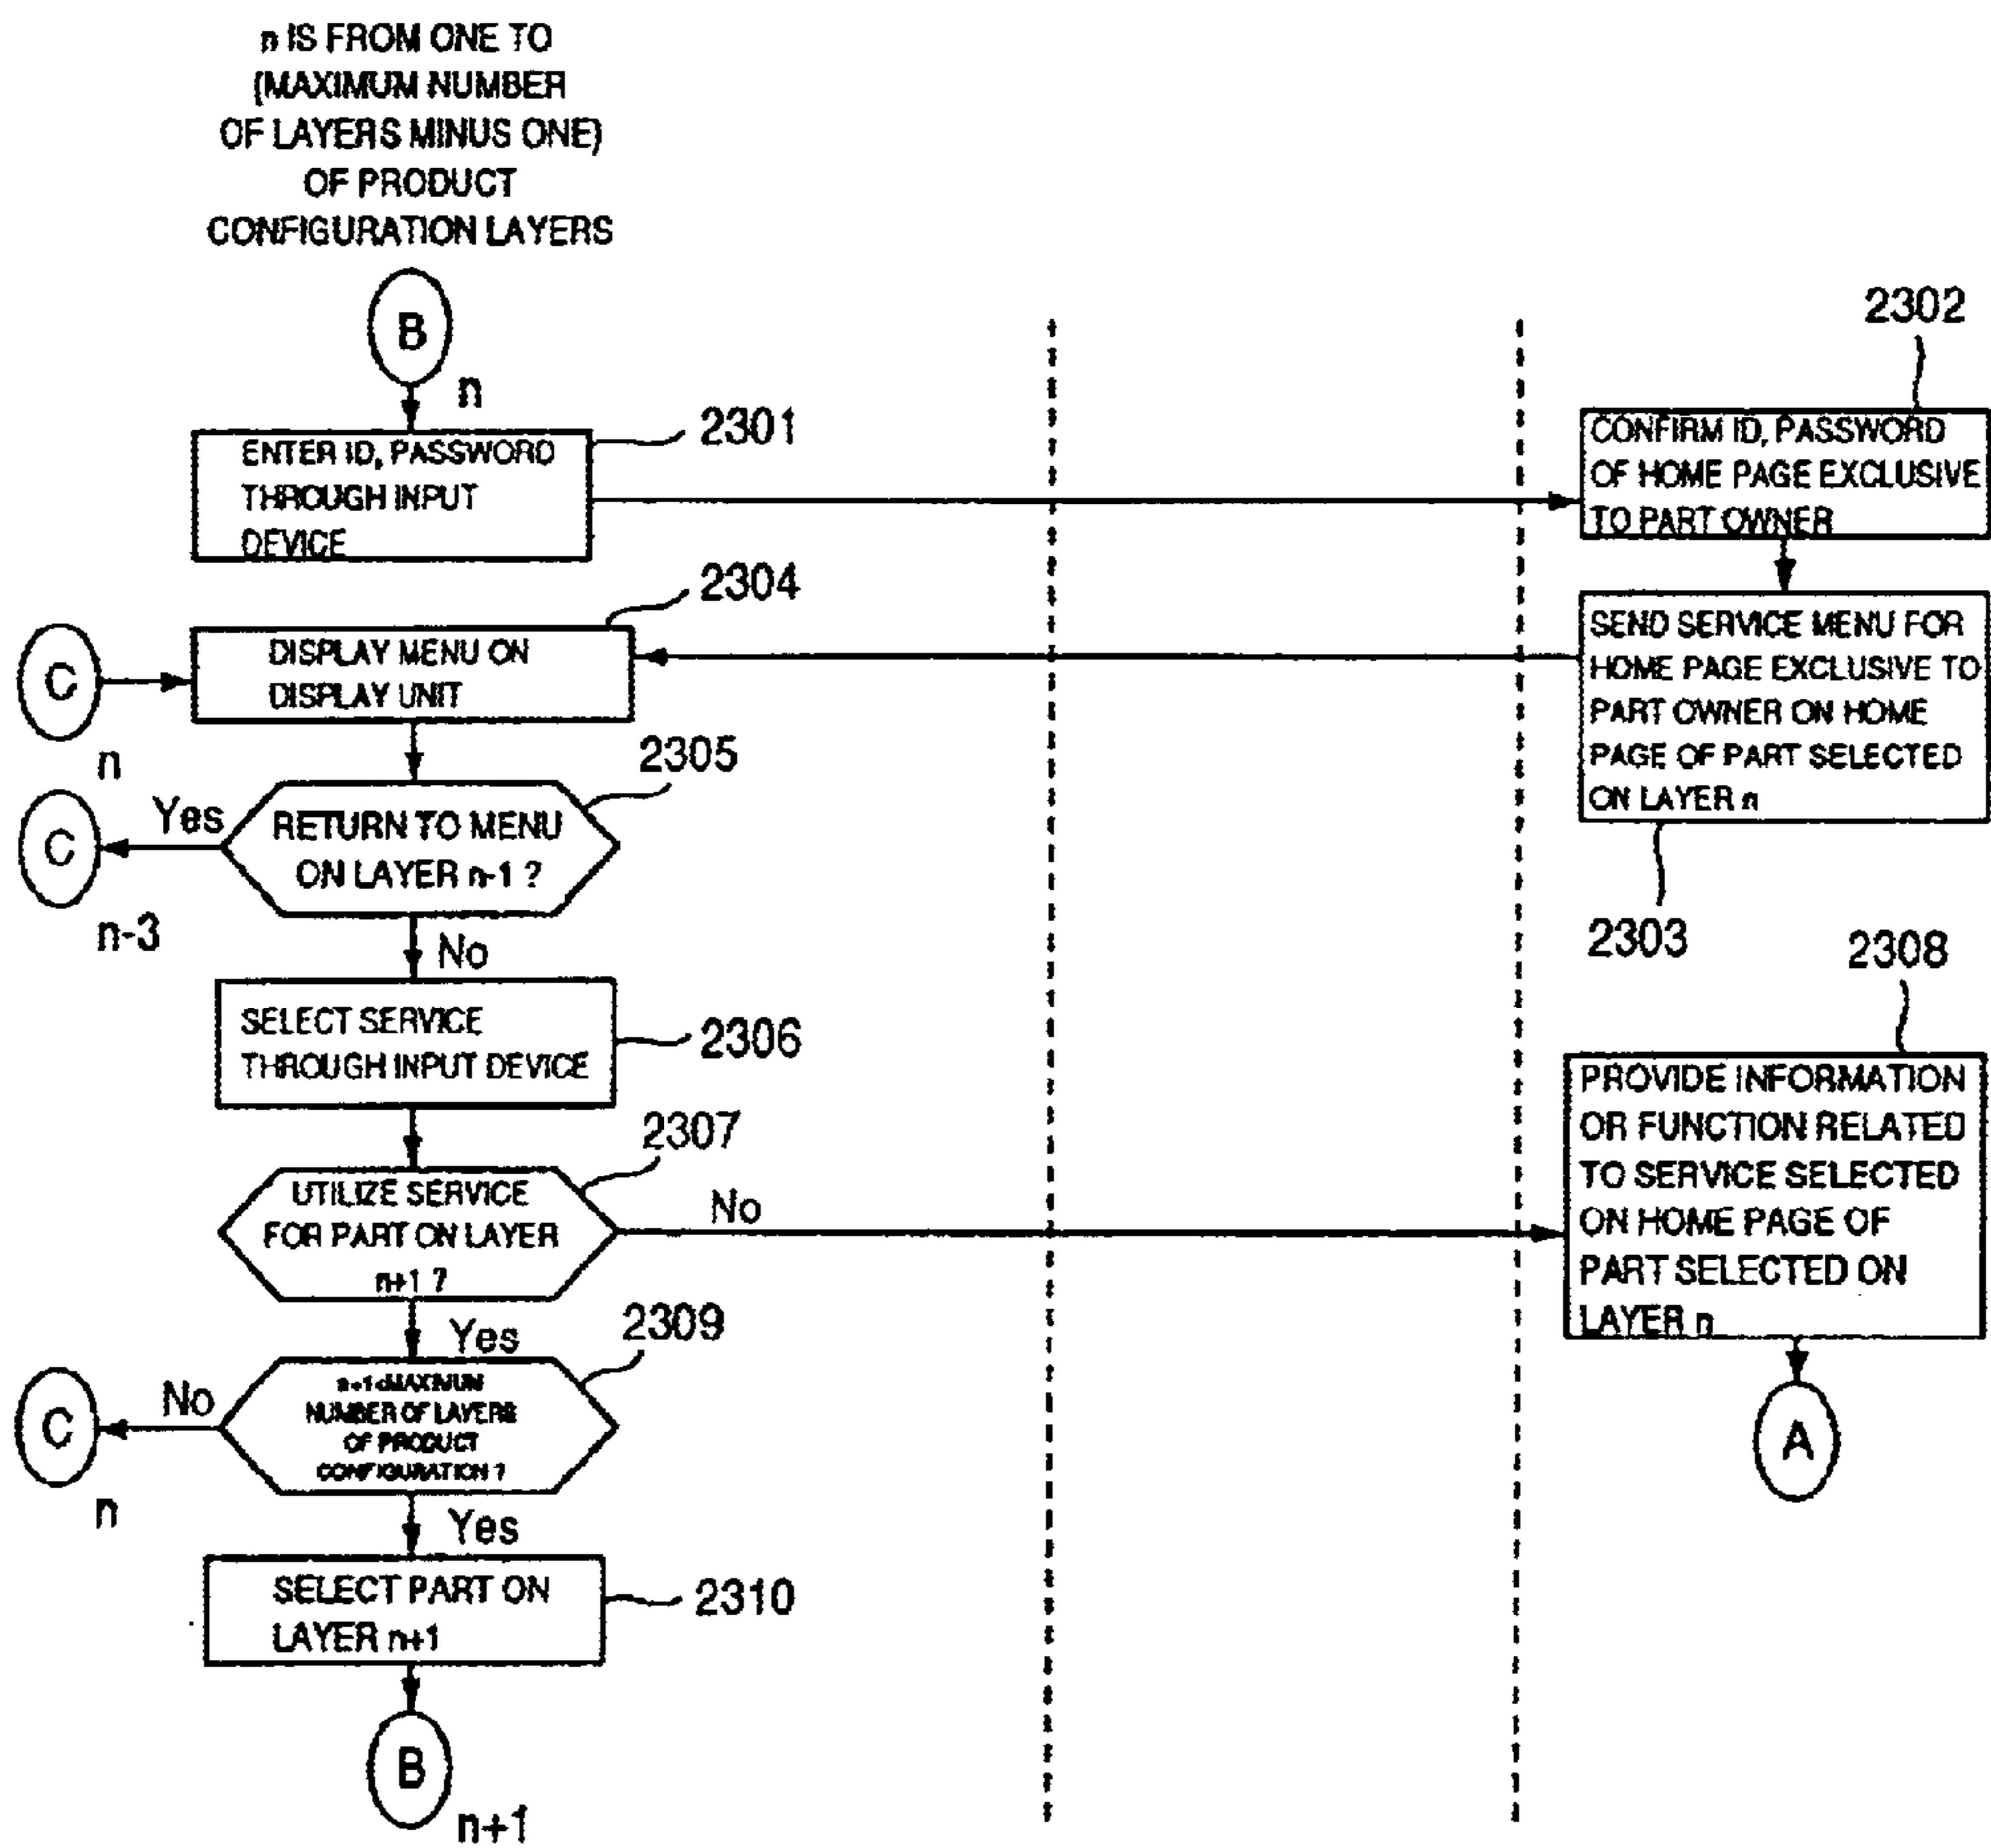 n IS FROM ONE TO
(MAXIMUM NUMBER
OF LAYERS MINUS ONE)
OF PRODUCT
CONFIGURATION LAYERS
B
n
ENTER ID, PASSWORD
THROUGH INPUT
DEVICE
2301
2302
CONFIRM ID, PASSWORD
OF HOME PAGE EXCLUSIVE
TO PART OWNER
2304
C
n
DISPLAY MENU ON
DISPLAY UNIT
SEND SERVICE MENU FOR
HOME PAGE EXCLUSIVE TO
PART OWNER ON HOME
PAGE OF PART SELECTED
ON LAYER n
2303
2305
C
n-3
Yes
RETURN TO MENU
ON LAYER n-1 ?
No
SELECT SERVICE
THROUGH INPUT DEVICE
2306
2307
UTILIZE SERVICE
FOR PART ON LAYER
n+1 ?
No
2308
PROVIDE INFORMATION
OR FUNCTION RELATED
TO SERVICE SELECTED
ON HOME PAGE OF
PART SELECTED ON
LAYER n
A
Yes
2309
C
n
No
n+1<MAXIMUM
NUMBER OF LAYERS
OF PRODUCT
CONFIGURATION ?
Yes
SELECT PART ON
LAYER n+1
2310
B
n+1